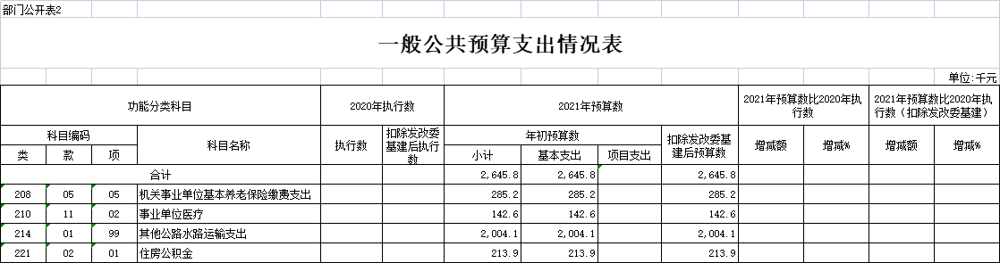 部门公开表2
一般公共预算支出情况表
单位:千元
功能分类科目 2020年执行数 2021年预算数 2021年预算数比2020年执行数 2021年预算数比2020年执行数（扣除发改委基建）
科目编码 科目名称 执行数 扣除发改委基建后执行数 年初预算数 扣除发改委基建后预算数 增减额 增减% 增减额 增减%
类 款 项 小计 基本支出 项目支出
合计 2,645.8 2,645.8 2,645.8
208 05 05 机关事业单位基本养老保险缴费支出 285.2 285.2 285.2
210 11 02 事业单位医疗 142.6 142.6 142.6
214 01 99 其他公路水路运输支出 2,004.1 2,004.1 2,004.1
221 02 01 住房公积金 213.9 213.9 213.9